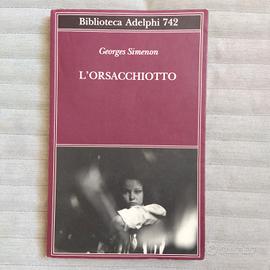 Biblioteca Adelphi 742
Georges Simenon
L'ORSACCHIOTTO